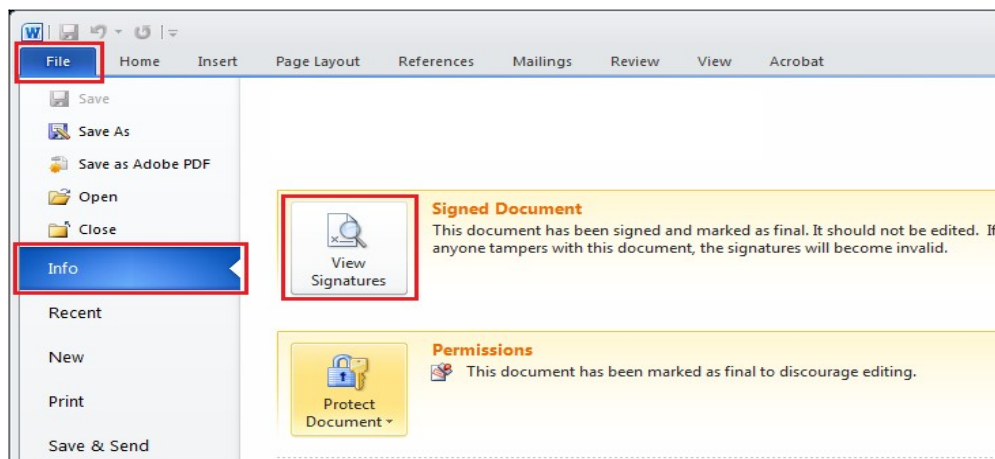 W
File Home Insert Page Layout References Mailings Review View Acrobat
Save
Save As
Save as Adobe PDF
Open
Close
Info
Recent
New
Print
Save & Send
View
Signatures
Signed Document
This document has been signed and marked as final. It should not be edited. If
anyone tampers with this document, the signatures will become invalid.
Protect
Document
Permissions
This document has been marked as final to discourage editing.